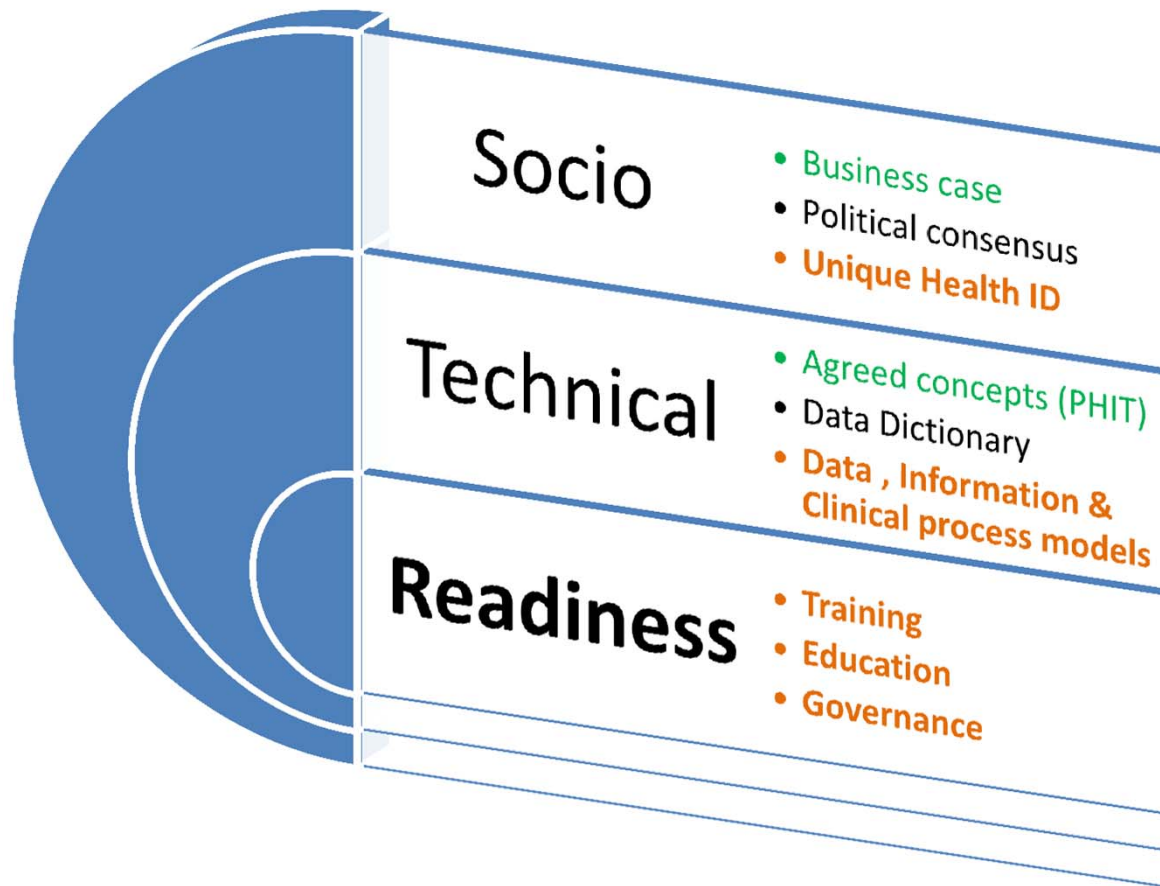 Socio
• Business case
• Political consensus
• Unique Health ID
Technical
• Agreed concepts (PHIT)
• Data Dictionary
• Data , Information &
Clinical process models
Readiness
• Training
• Education
• Governance